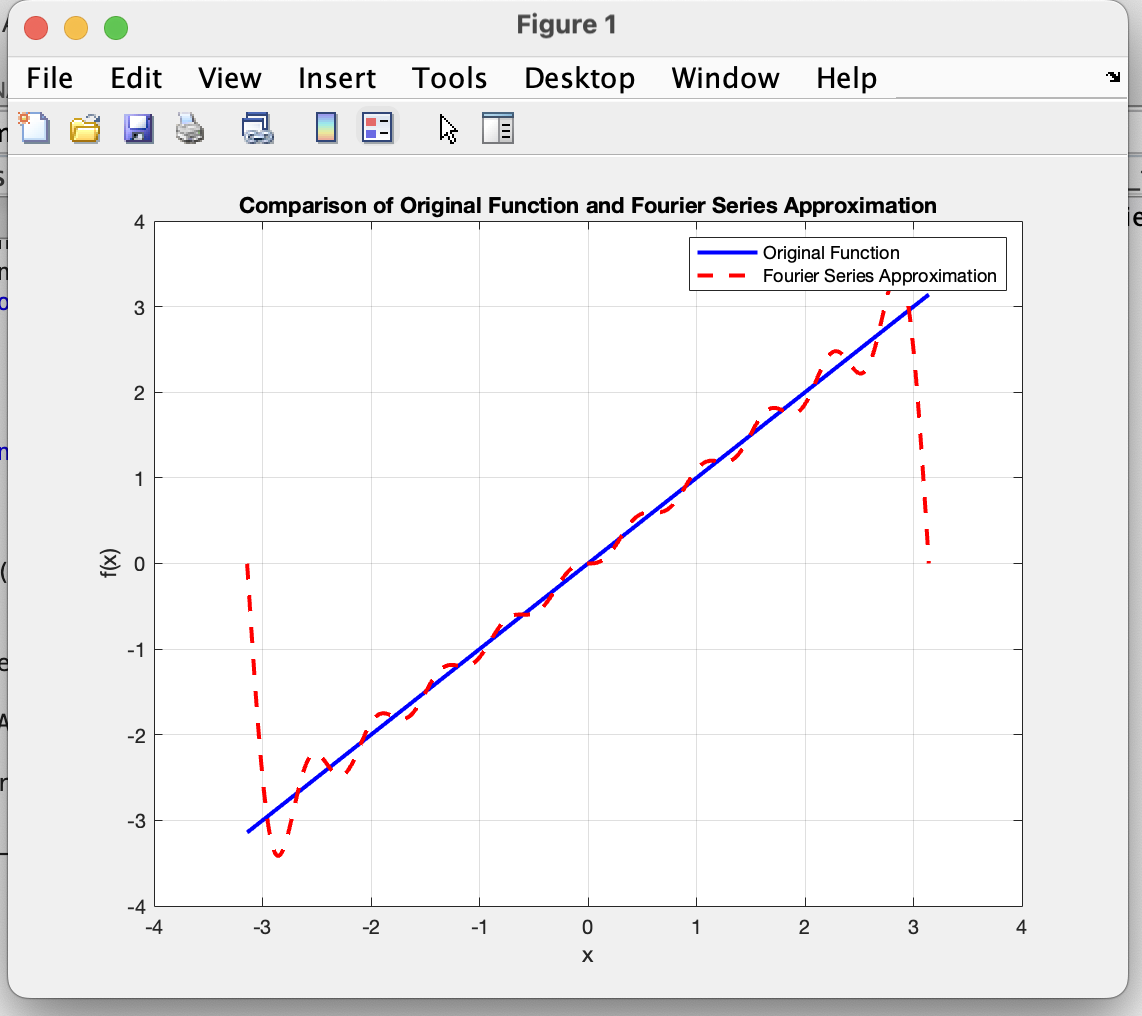 Figure 1
File Edit View Insert Tools Desktop Window Help
Comparison of Original Function and Fourier Series Approximation
Original Function
Fourier Series Approximation
4
3
2
1
0
-1
-2
-3
-4
f(x)
-4 -3 -2 -1 0 1 2 3 4
x